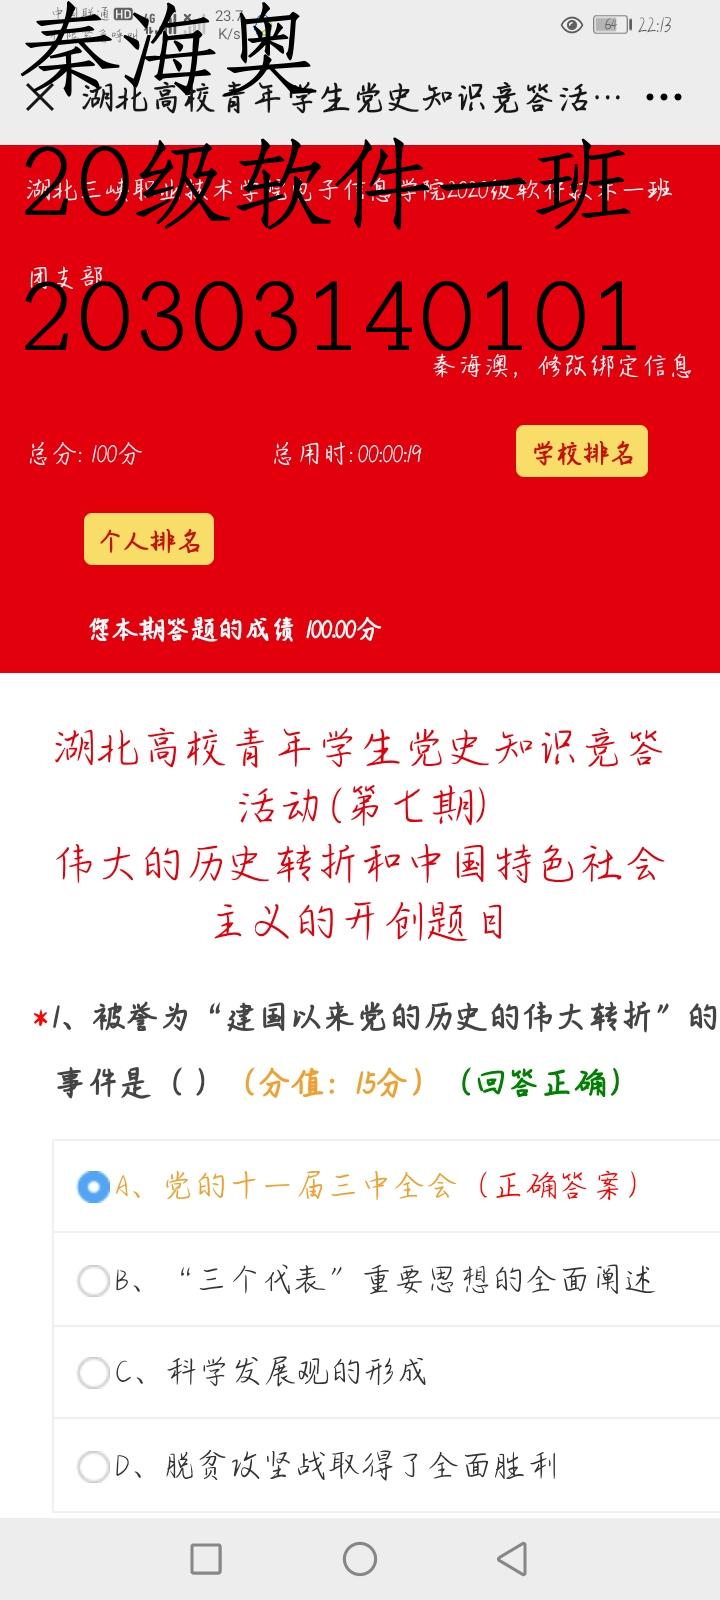 秦海奥
23.7 K/s
64 22:13
湖北高校青年学生党史知识竞答活…
20级软件一班
湖北三峡职业技术学院电子信息学院2020级软件技术一班
团支部
20303140101
秦海澳，修改绑定信息
总分: 100分 总用时: 00:00:19 学校排名
个人排名
您本期答题的成绩 100.00分
湖北高校青年学生党史知识竞答
活动(第七期)
伟大的历史转折和中国特色社会
主义的开创题目
*1、被誉为“建国以来党的历史的伟大转折”的
事件是（ ）（分值：15分）（回答正确）
A、党的十一届三中全会（正确答案）
B、“三个代表”重要思想的全面阐述
C、科学发展观的形成
D、脱贫攻坚战取得了全面胜利